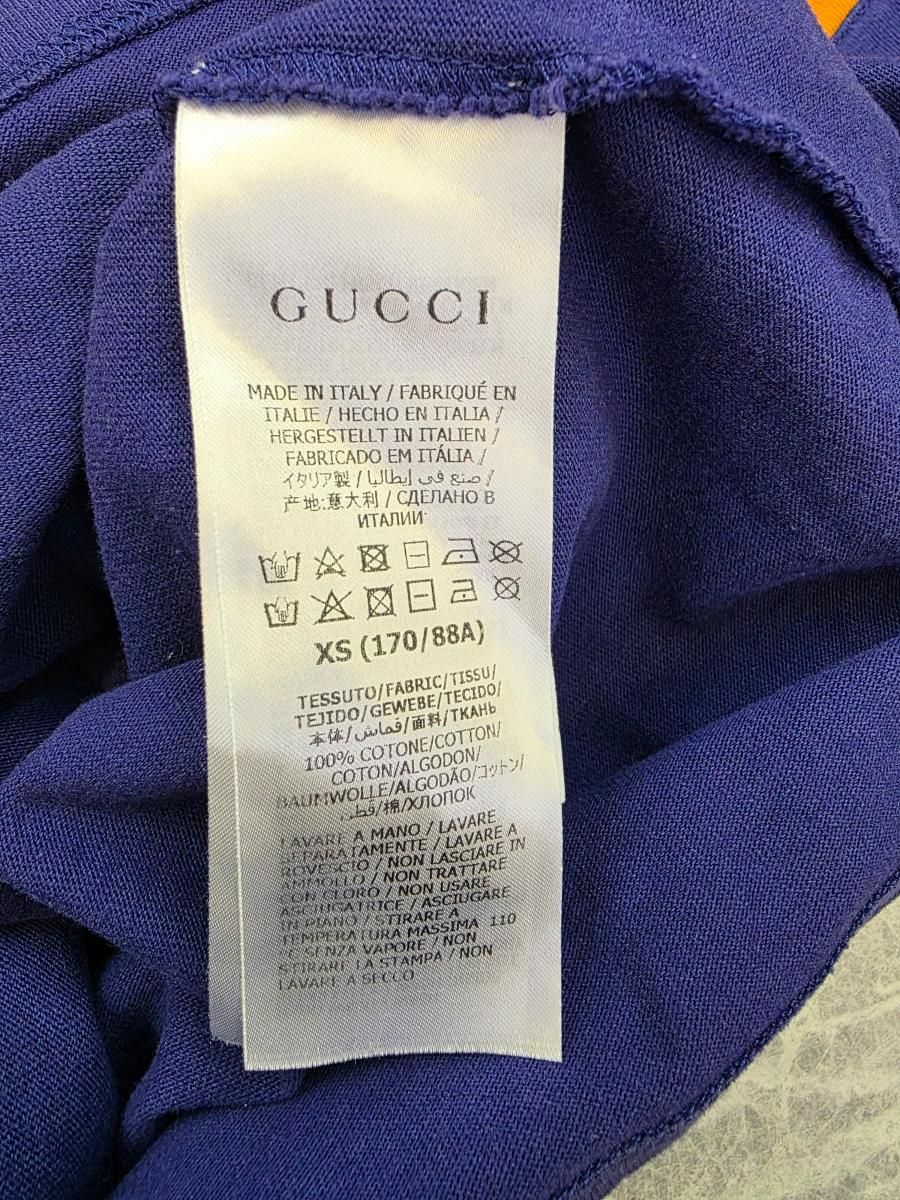 GUCCI
MADE IN ITALY / FABRIQUÉ EN
ITALIE / HECHO EN ITALIA /
HERGESTELLT IN ITALIEN /
FABRICADO EM ITÁLIA /
イタリア製 / صنع في إيطاليا /
产地:意大利 / СДЕЛАНО В
ИТАЛИИ
XS (170/88A)
TESSUTO/FABRIC/TISSU/
TEJIDO/GEWEBE/TECIDO/
本体/قماش/面料/ТКАНЬ
100% COTONE/COTTON/
COTON/ALGODON/
BAUMWOLLE/ALGODÃO/コットン/
قطن/棉/ХЛОПОК
LAVARE A MANO / LAVARE
SEPARATAMENTE / LAVARE A
ROVESCIO / NON LASCIARE IN
AMMOLLO / NON TRATTARE
CON CLORO / NON USARE
ASCIUGATRICE / ASCIUGARE
IN PIANO / STIRARE A
TEMPERATURA MASSIMA 110
°C SENZA VAPORE / NON
STIRARE LA STAMPA / NON
LAVARE A SECCO